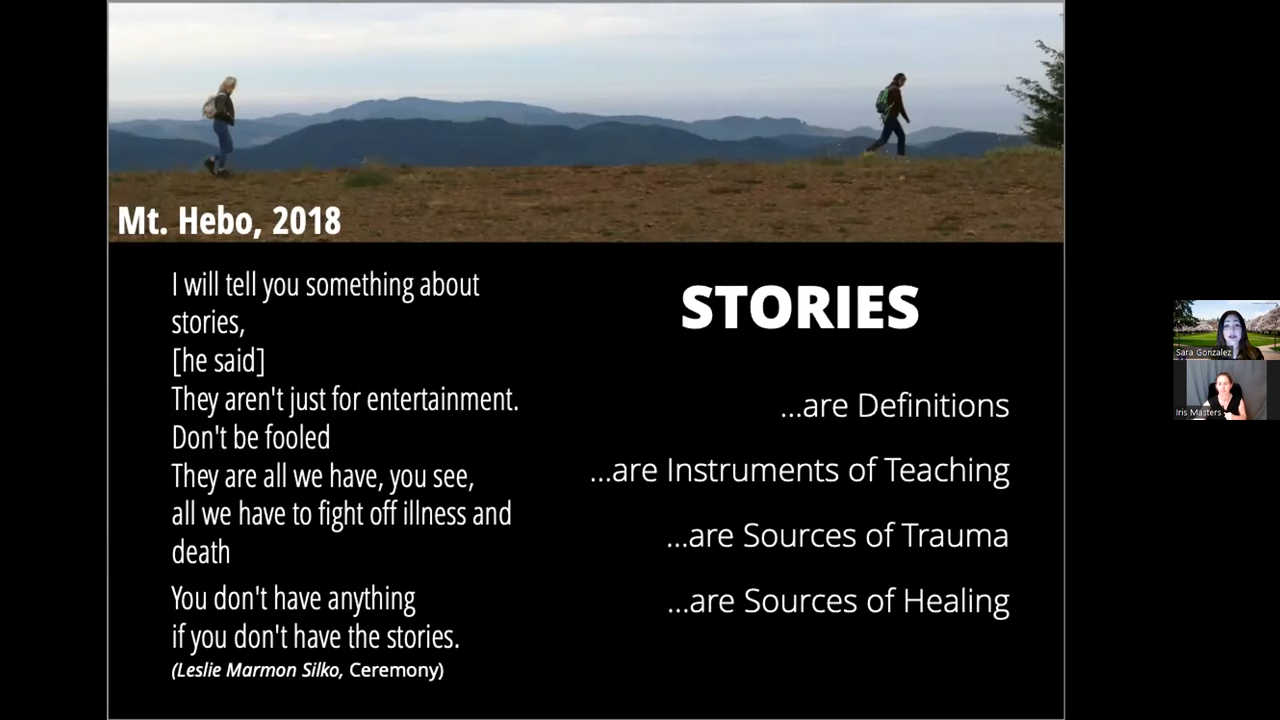 Mt. Hebo, 2018
I will tell you something about
stories,
[he said]
They aren't just for entertainment.
Don't be fooled
They are all we have, you see,
all we have to fight off illness and
death
You don't have anything
if you don't have the stories.
(Leslie Marmon Silko, Ceremony)
STORIES
...are Definitions
...are Instruments of Teaching
...are Sources of Trauma
...are Sources of Healing
Sara Gonzalez
Iris Masters